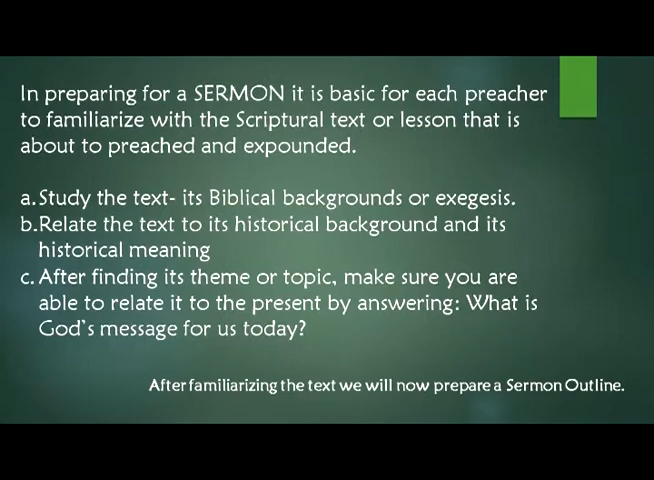 In preparing for a SERMON it is basic for each preacher
to familiarize with the Scriptural text or lesson that is
about to preached and expounded.
a. Study the text- its Biblical backgrounds or exegesis.
b. Relate the text to its historical background and its
historical meaning
c. After finding its theme or topic, make sure you are
able to relate it to the present by answering: What is
God's message for us today?
After familiarizing the text we will now prepare a Sermon Outline.